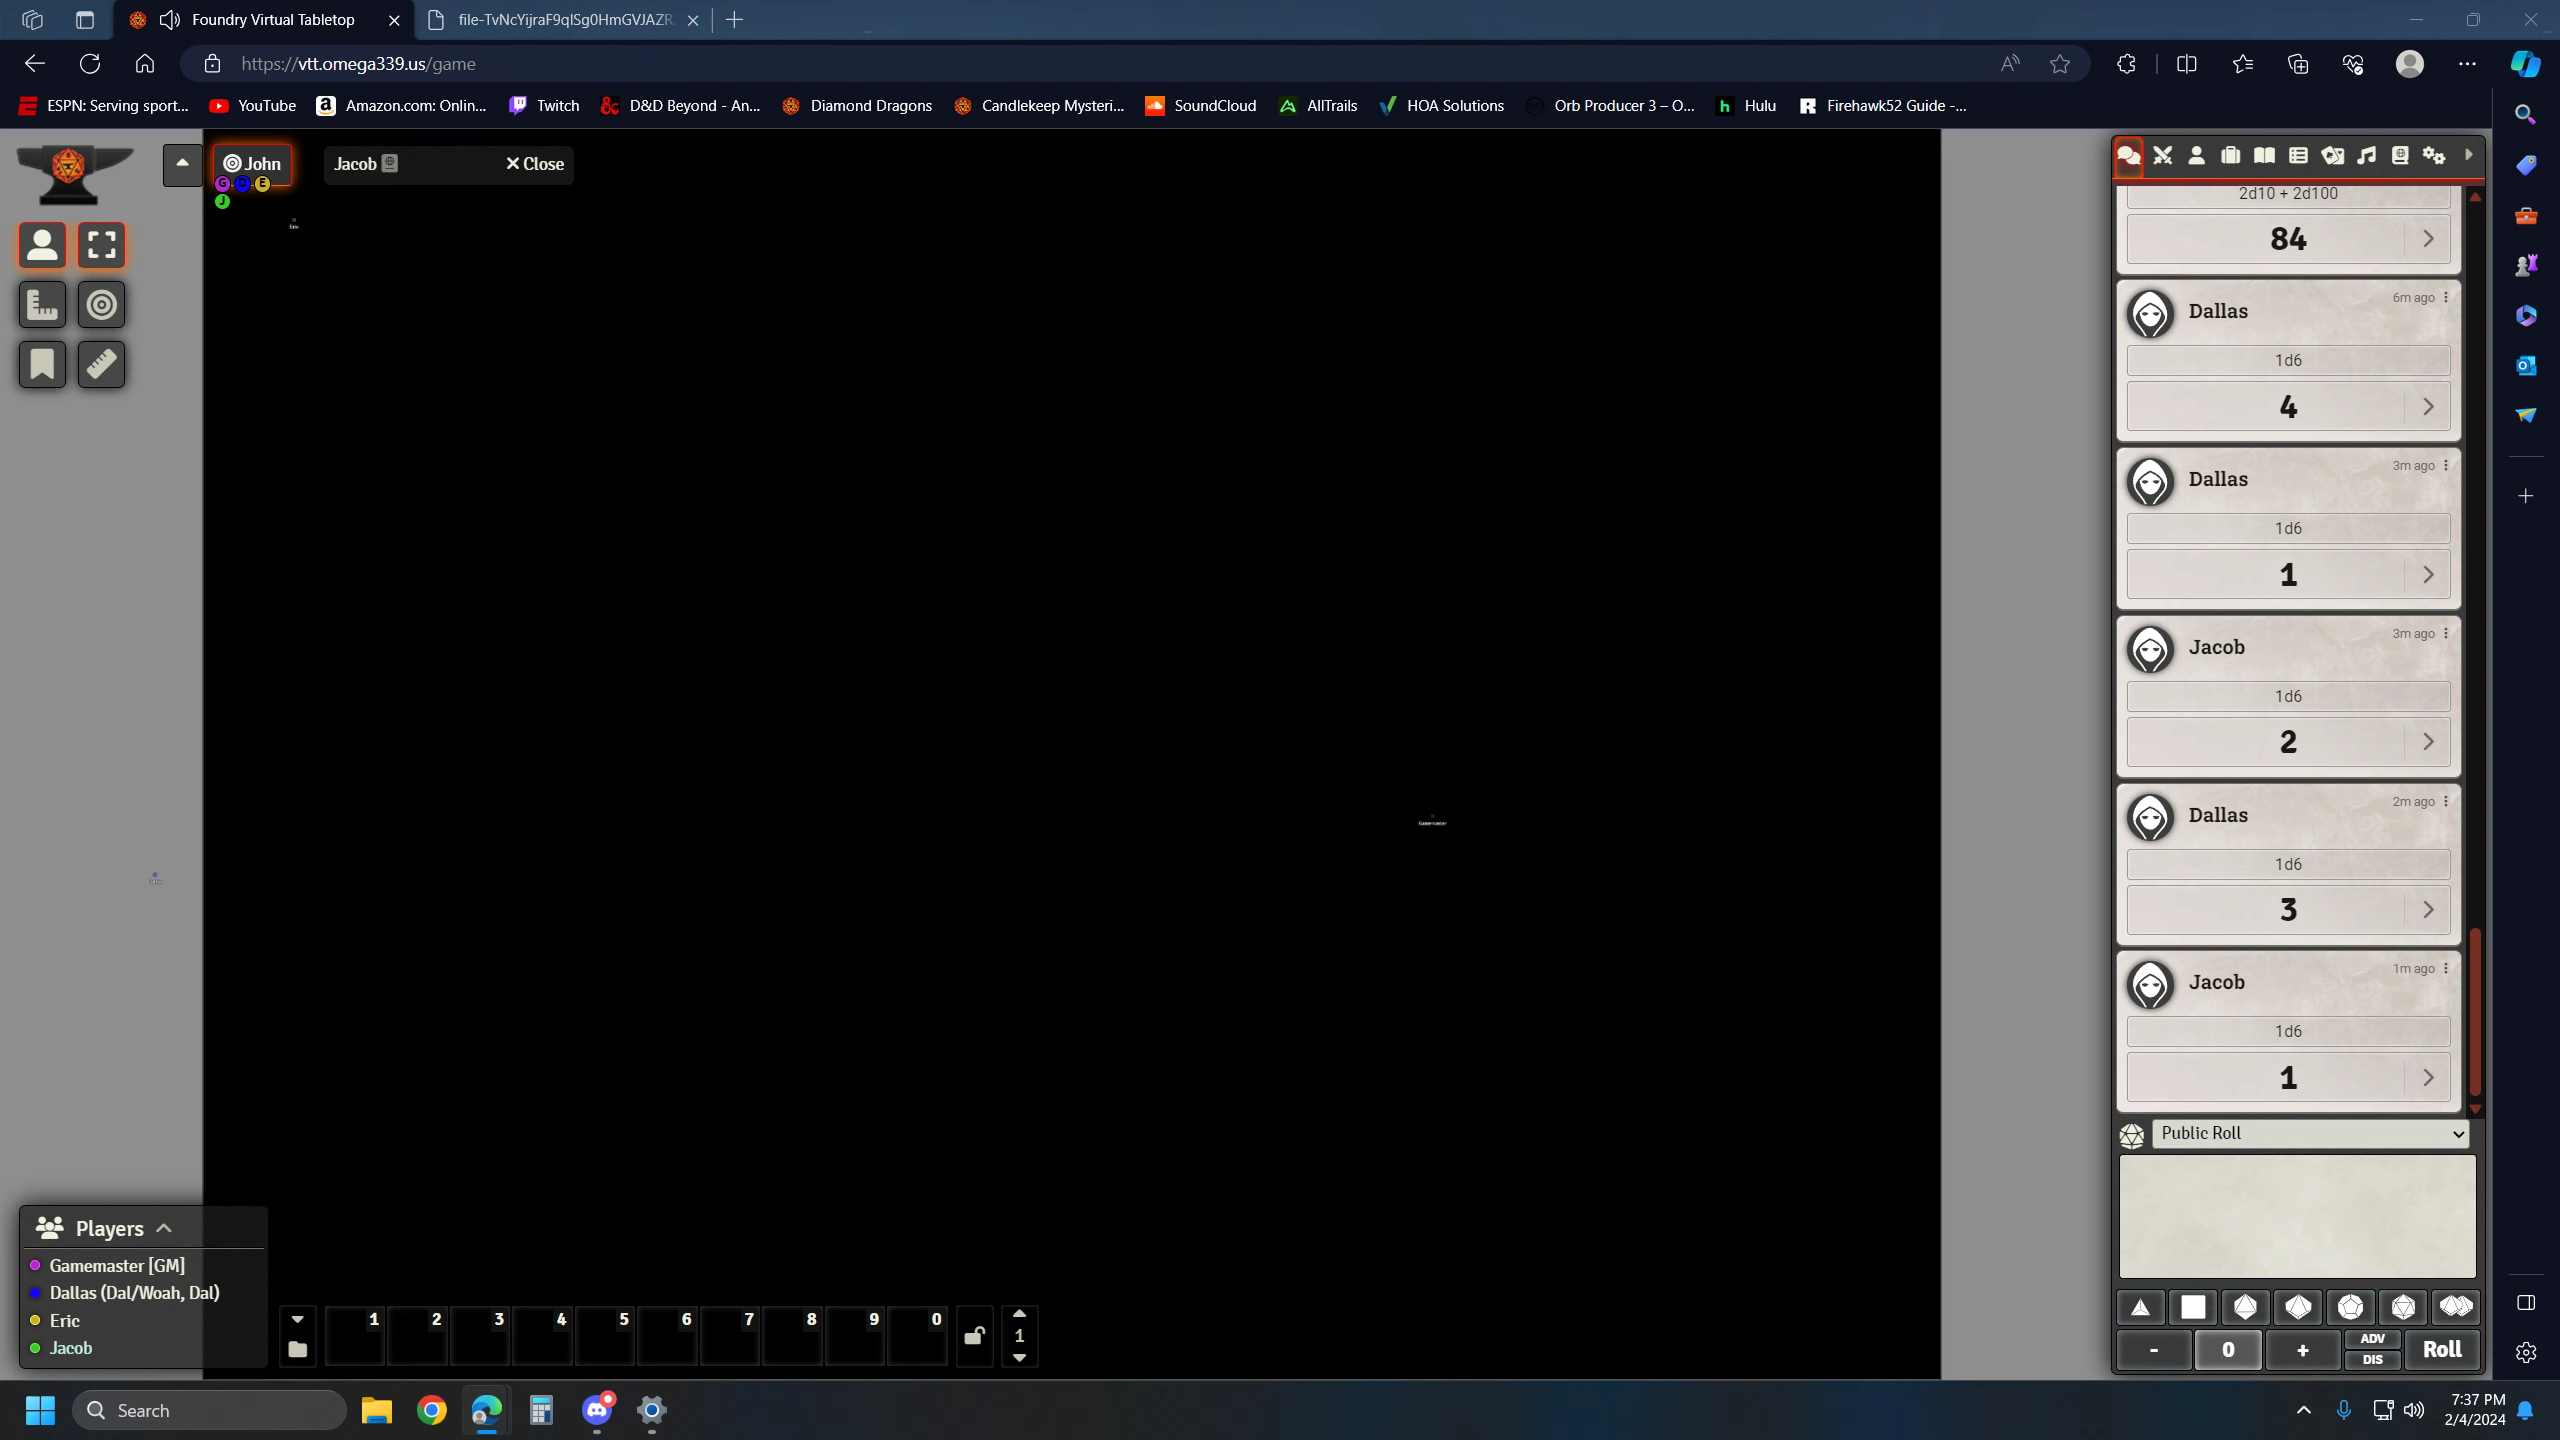 Foundry Virtual Tabletop
file-TvNcYijraF9qlSg0HmGVJAZR
https://vtt.omega339.us/game
ESPN: Serving sport...
YouTube
Amazon.com: Onlin...
Twitch
D&D Beyond - An...
Diamond Dragons
Candlekeep Mysteri...
SoundCloud
AllTrails
HOA Solutions
Orb Producer 3 – O...
Hulu
Firehawk52 Guide -...
John
G D E
J
Jacob
Close
Eric
Gamemaster
2d10 + 2d100
84
Dallas
6m ago
1d6
4
Dallas
3m ago
1d6
1
Jacob
3m ago
1d6
2
Dallas
2m ago
1d6
3
Jacob
1m ago
1d6
1
Public Roll
- 0 +
ADV
DIS
Roll
Players
Gamemaster [GM]
Dallas (Dal/Woah, Dal)
Eric
Jacob
1 2 3 4 5 6 7 8 9 0
1
Search
7:37 PM
2/4/2024